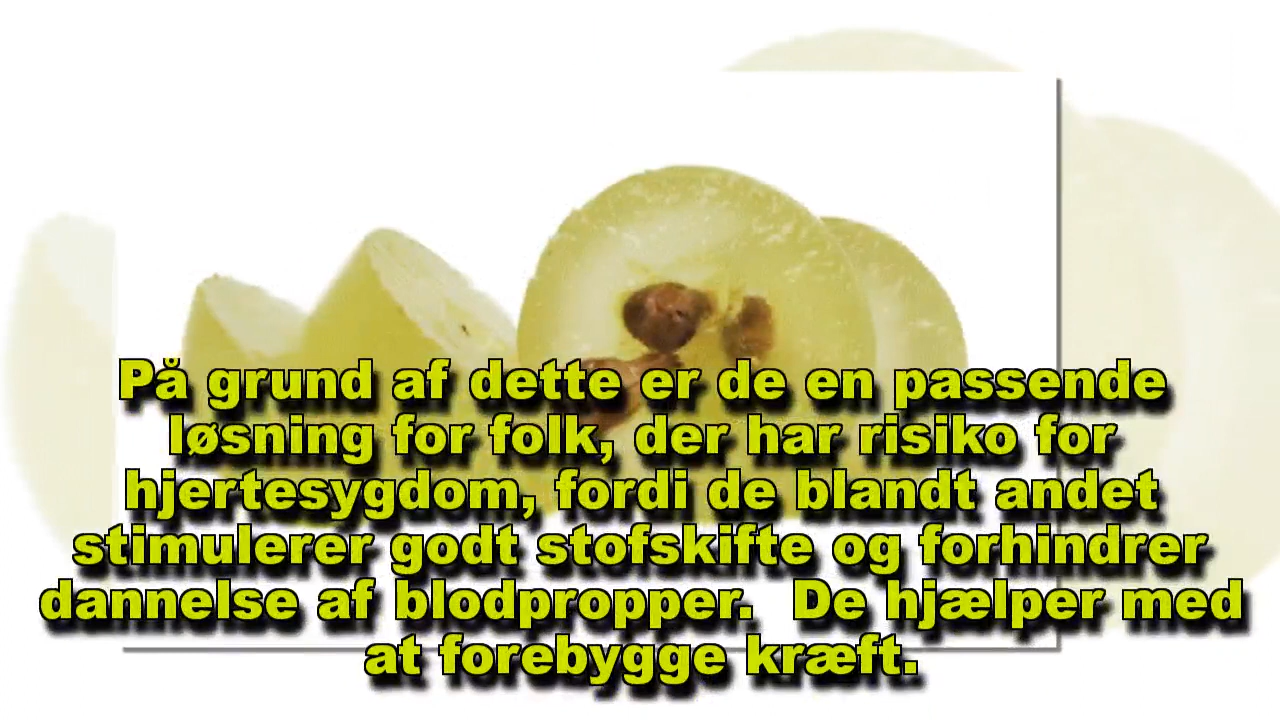 På grund af dette er de en passende
løsning for folk, der har risiko for
hjertesygdom, fordi de blandt andet
stimulerer godt stofskifte og forhindrer
dannelse af blodpropper.  De hjælper med
at forebygge kræft.